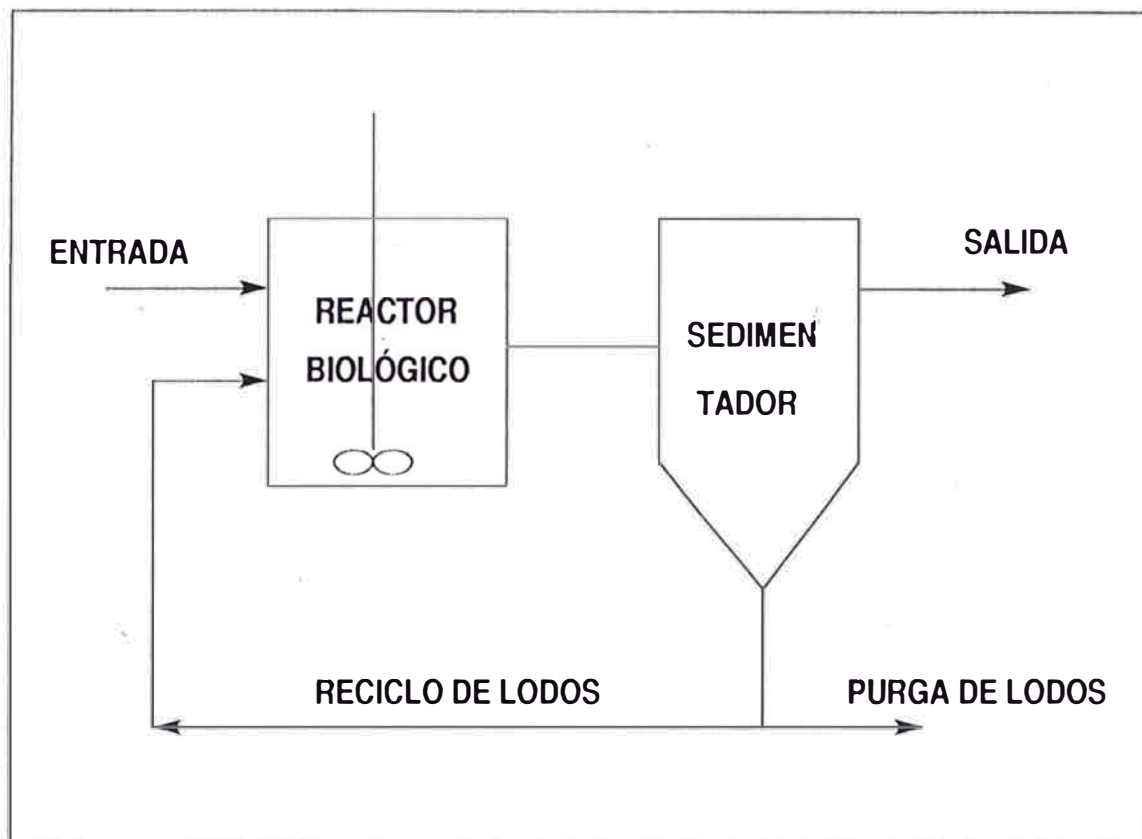 ENTRADA
REACTOR
BIOLÓGICO
SEDIMEN
TADOR
SALIDA
RECICLO DE LODOS
PURGA DE LODOS